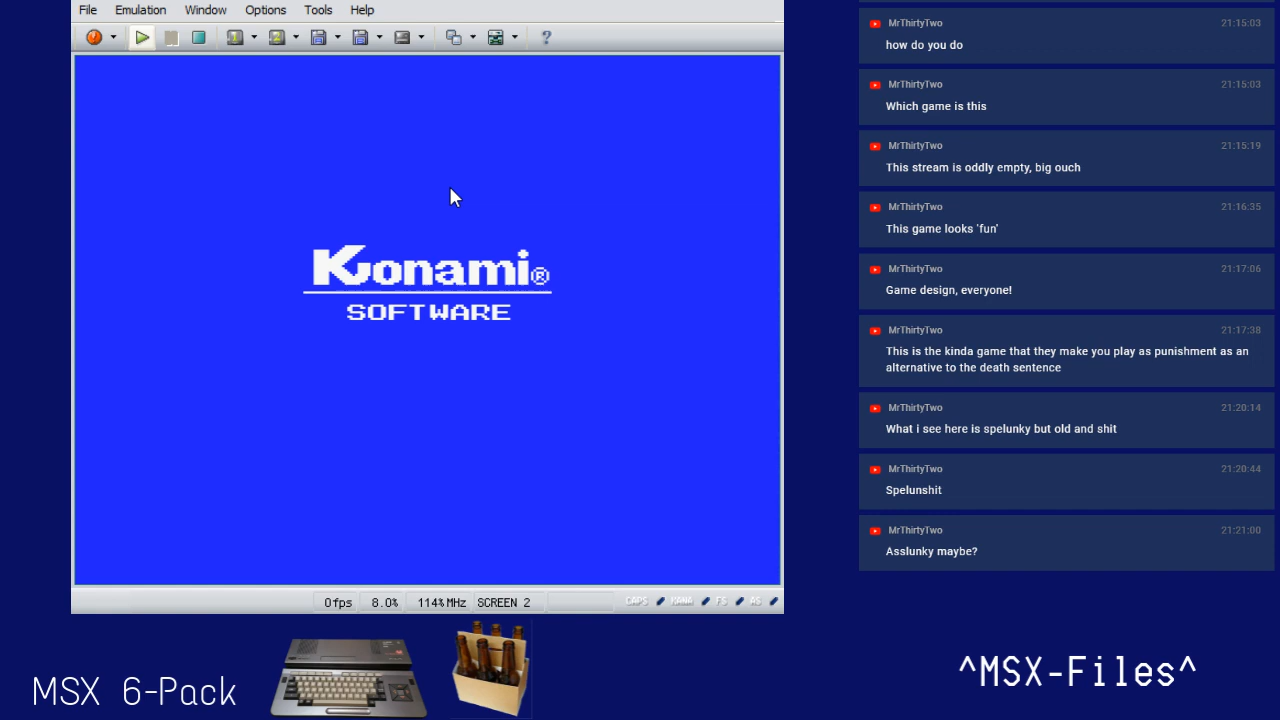 File Emulation Window Options Tools Help
Konami®
SOFTWARE
0fps 8.0% 114%MHz SCREEN 2 CAPS KANA FS AS
MSX 6-Pack
MrThirtyTwo 21:15:03
how do you do
MrThirtyTwo 21:15:03
Which game is this
MrThirtyTwo 21:15:19
This stream is oddly empty, big ouch
MrThirtyTwo 21:16:35
This game looks 'fun'
MrThirtyTwo 21:17:06
Game design, everyone!
MrThirtyTwo 21:17:38
This is the kinda game that they make you play as punishment as an
alternative to the death sentence
MrThirtyTwo 21:20:14
What i see here is spelunky but old and shit
MrThirtyTwo 21:20:44
Spelunshit
MrThirtyTwo 21:21:00
Asslunky maybe?
^MSX-Files^